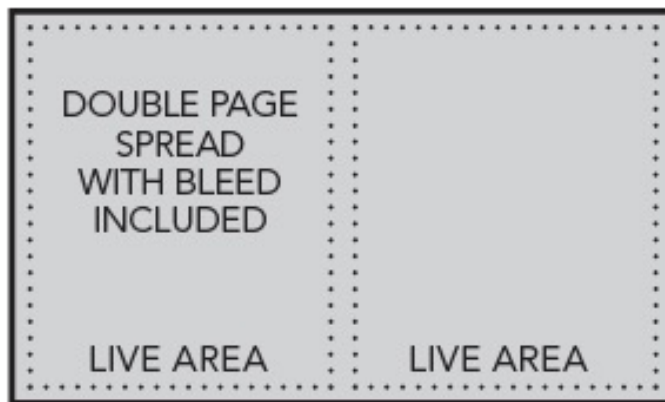 DOUBLE PAGE
SPREAD
WITH BLEED
INCLUDED
LIVE AREA
LIVE AREA